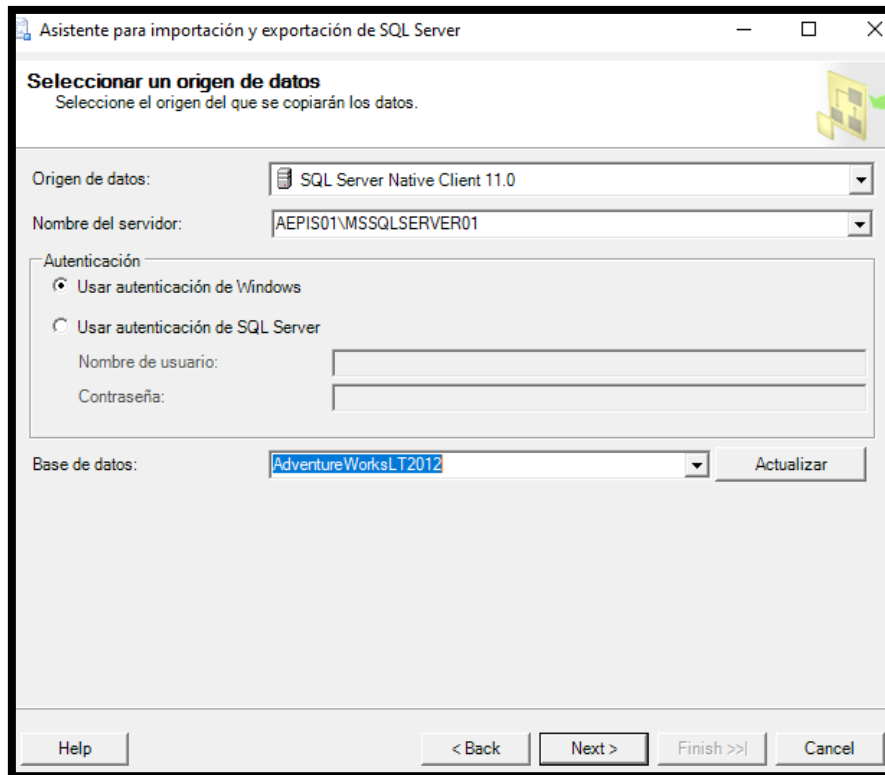 Asistente para importación y exportación de SQL Server
Seleccionar un origen de datos
Seleccione el origen del que se copiarán los datos.
Origen de datos: SQL Server Native Client 11.0
Nombre del servidor: AEPIS01\MSSQLSERVER01
Autenticación
Usar autenticación de Windows
Usar autenticación de SQL Server
Nombre de usuario:
Contraseña:
Base de datos: AdventureWorksLT2012 Actualizar
Help < Back Next > Finish >>| Cancel